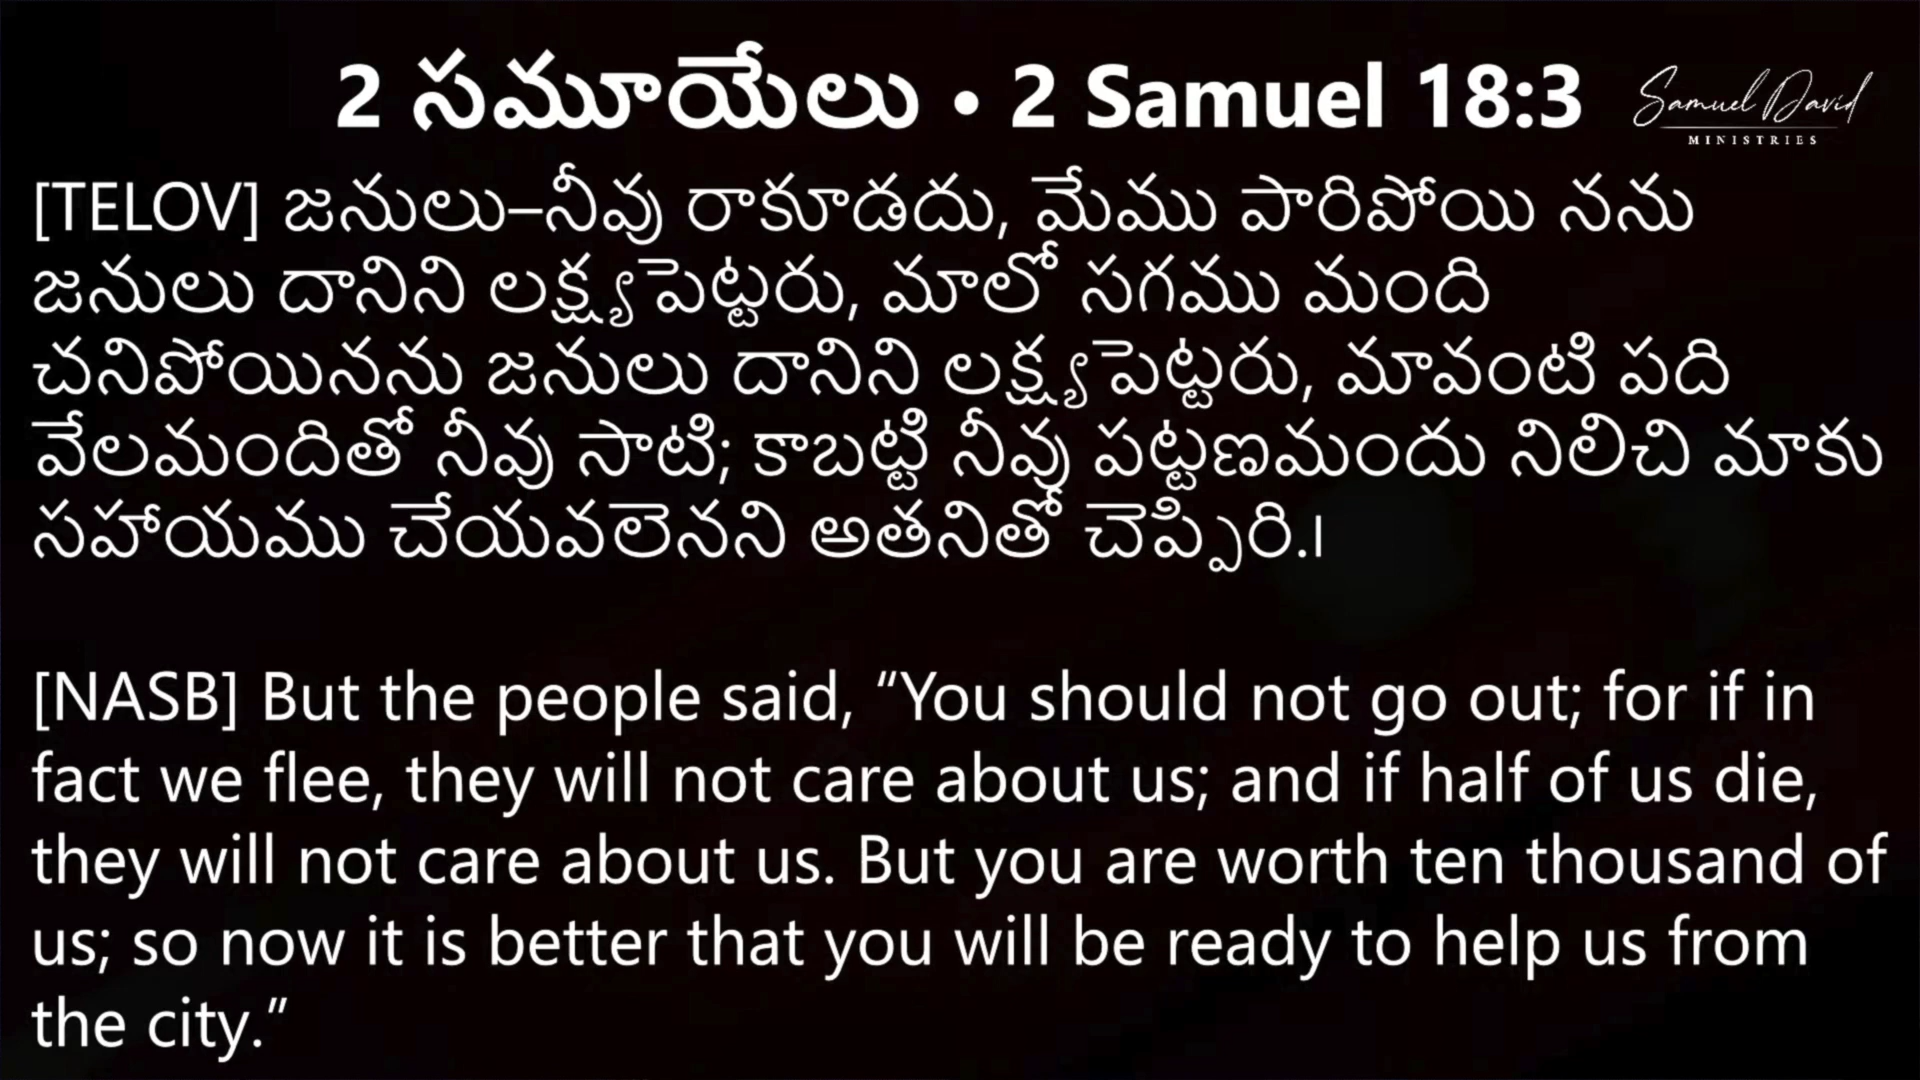 2 సమూయేలు • 2 Samuel 18:3
Samuel David
MINISTRIES
[TELOV] జనులు–నీవు రాకూడదు, మేము పారిపోయి నను
జనులు దానిని లక్ష్యపెట్టరు, మాలో సగము మంది
చనిపోయినను జనులు దానిని లక్ష్యపెట్టరు, మావంటి పది
వేలమందితో నీవు సాటి; కాబట్టి నీవు పట్టణమందు నిలిచి మాకు
సహాయము చేయవలెనని అతనితో చెప్పిరి.l
[NASB] But the people said, “You should not go out; for if in
fact we flee, they will not care about us; and if half of us die,
they will not care about us. But you are worth ten thousand of
us; so now it is better that you will be ready to help us from
the city.”